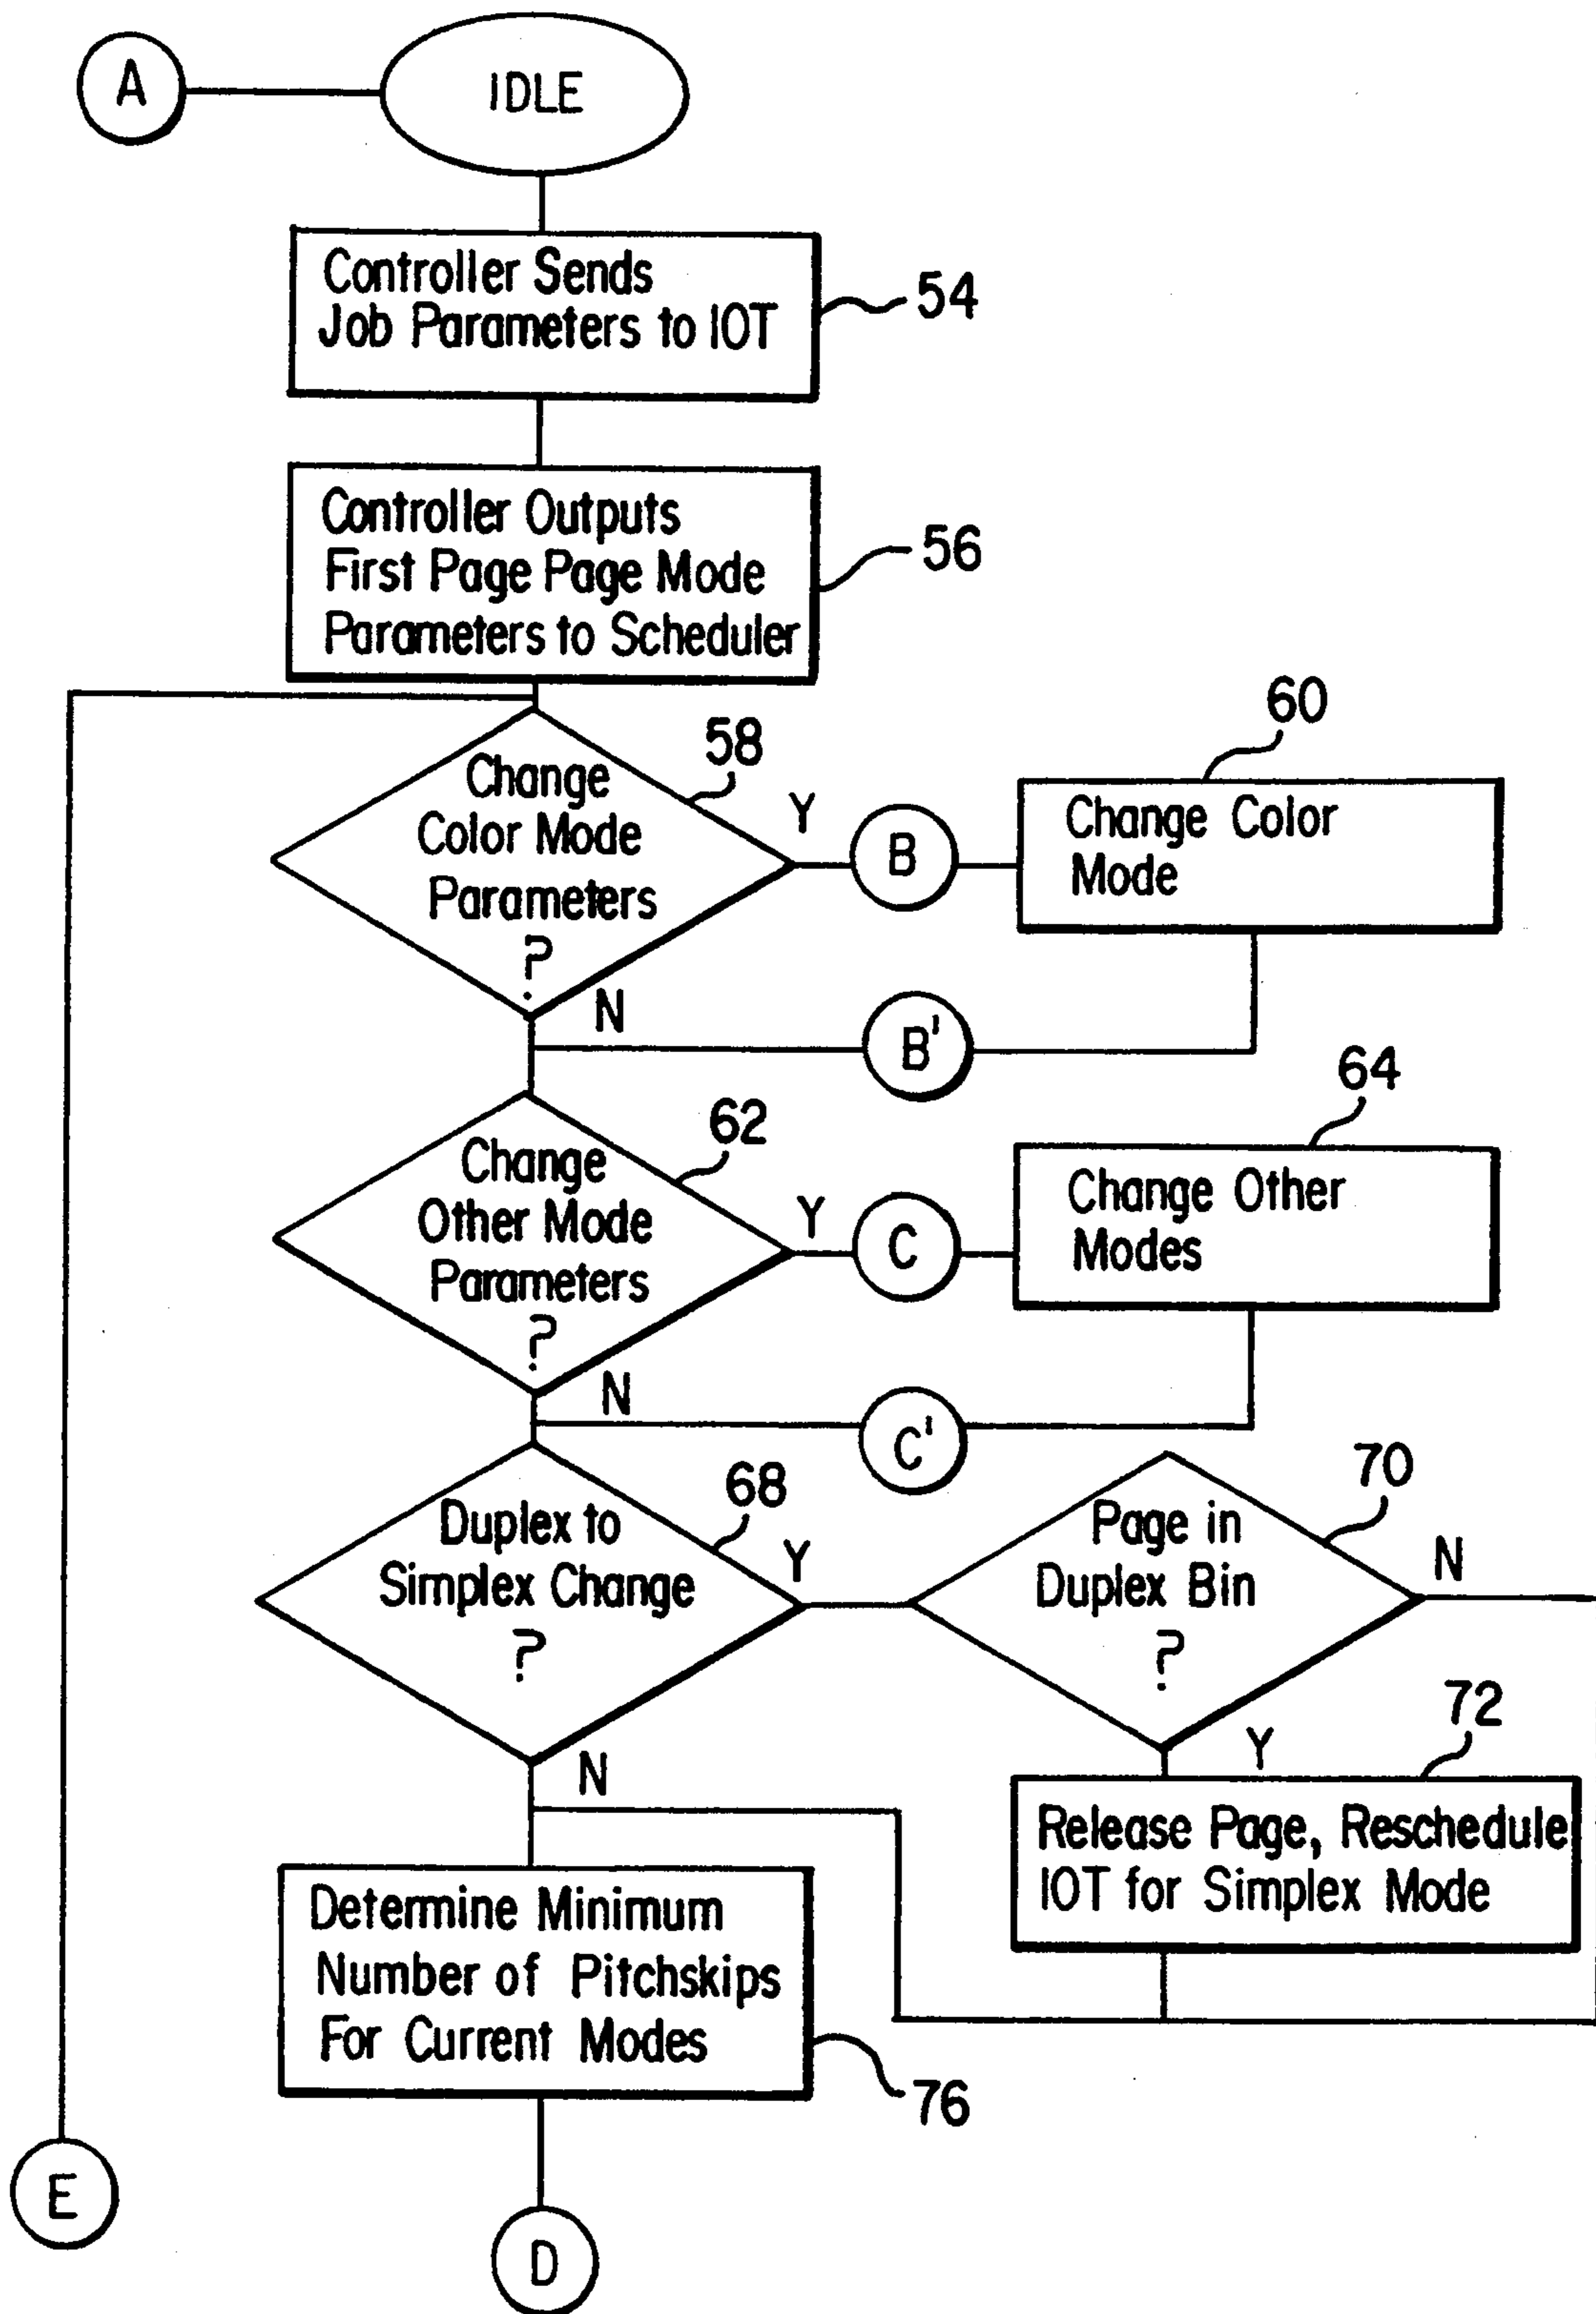 A
IDLE
Controller Sends
Job Parameters to IOT
54
Controller Outputs
First Page Page Mode
Parameters to Scheduler
56
Change
Color Mode
Parameters
?
58
Y
B
60
Change Color
Mode
N
B'
Change
Other Mode
Parameters
?
62
Y
C
64
Change Other
Modes
N
C'
Duplex to
Simplex Change
?
68
Y
Page in
Duplex Bin
?
70
N
Y
72
Release Page, Reschedule
IOT for Simplex Mode
N
Determine Minimum
Number of Pitchskips
For Current Modes
76
E
D